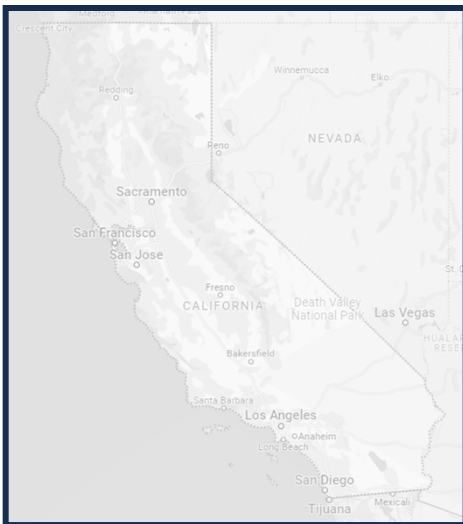 Medford
Crescent City
Winnemucca
Elko
Redding
NEVADA
Reno
Sacramento
San Francisco
San Jose
Fresno
CALIFORNIA
Death Valley
National Park
Las Vegas
Bakersfield
Santa Barbara
Los Angeles
Anaheim
Long Beach
San Diego
Mexicali
Tijuana